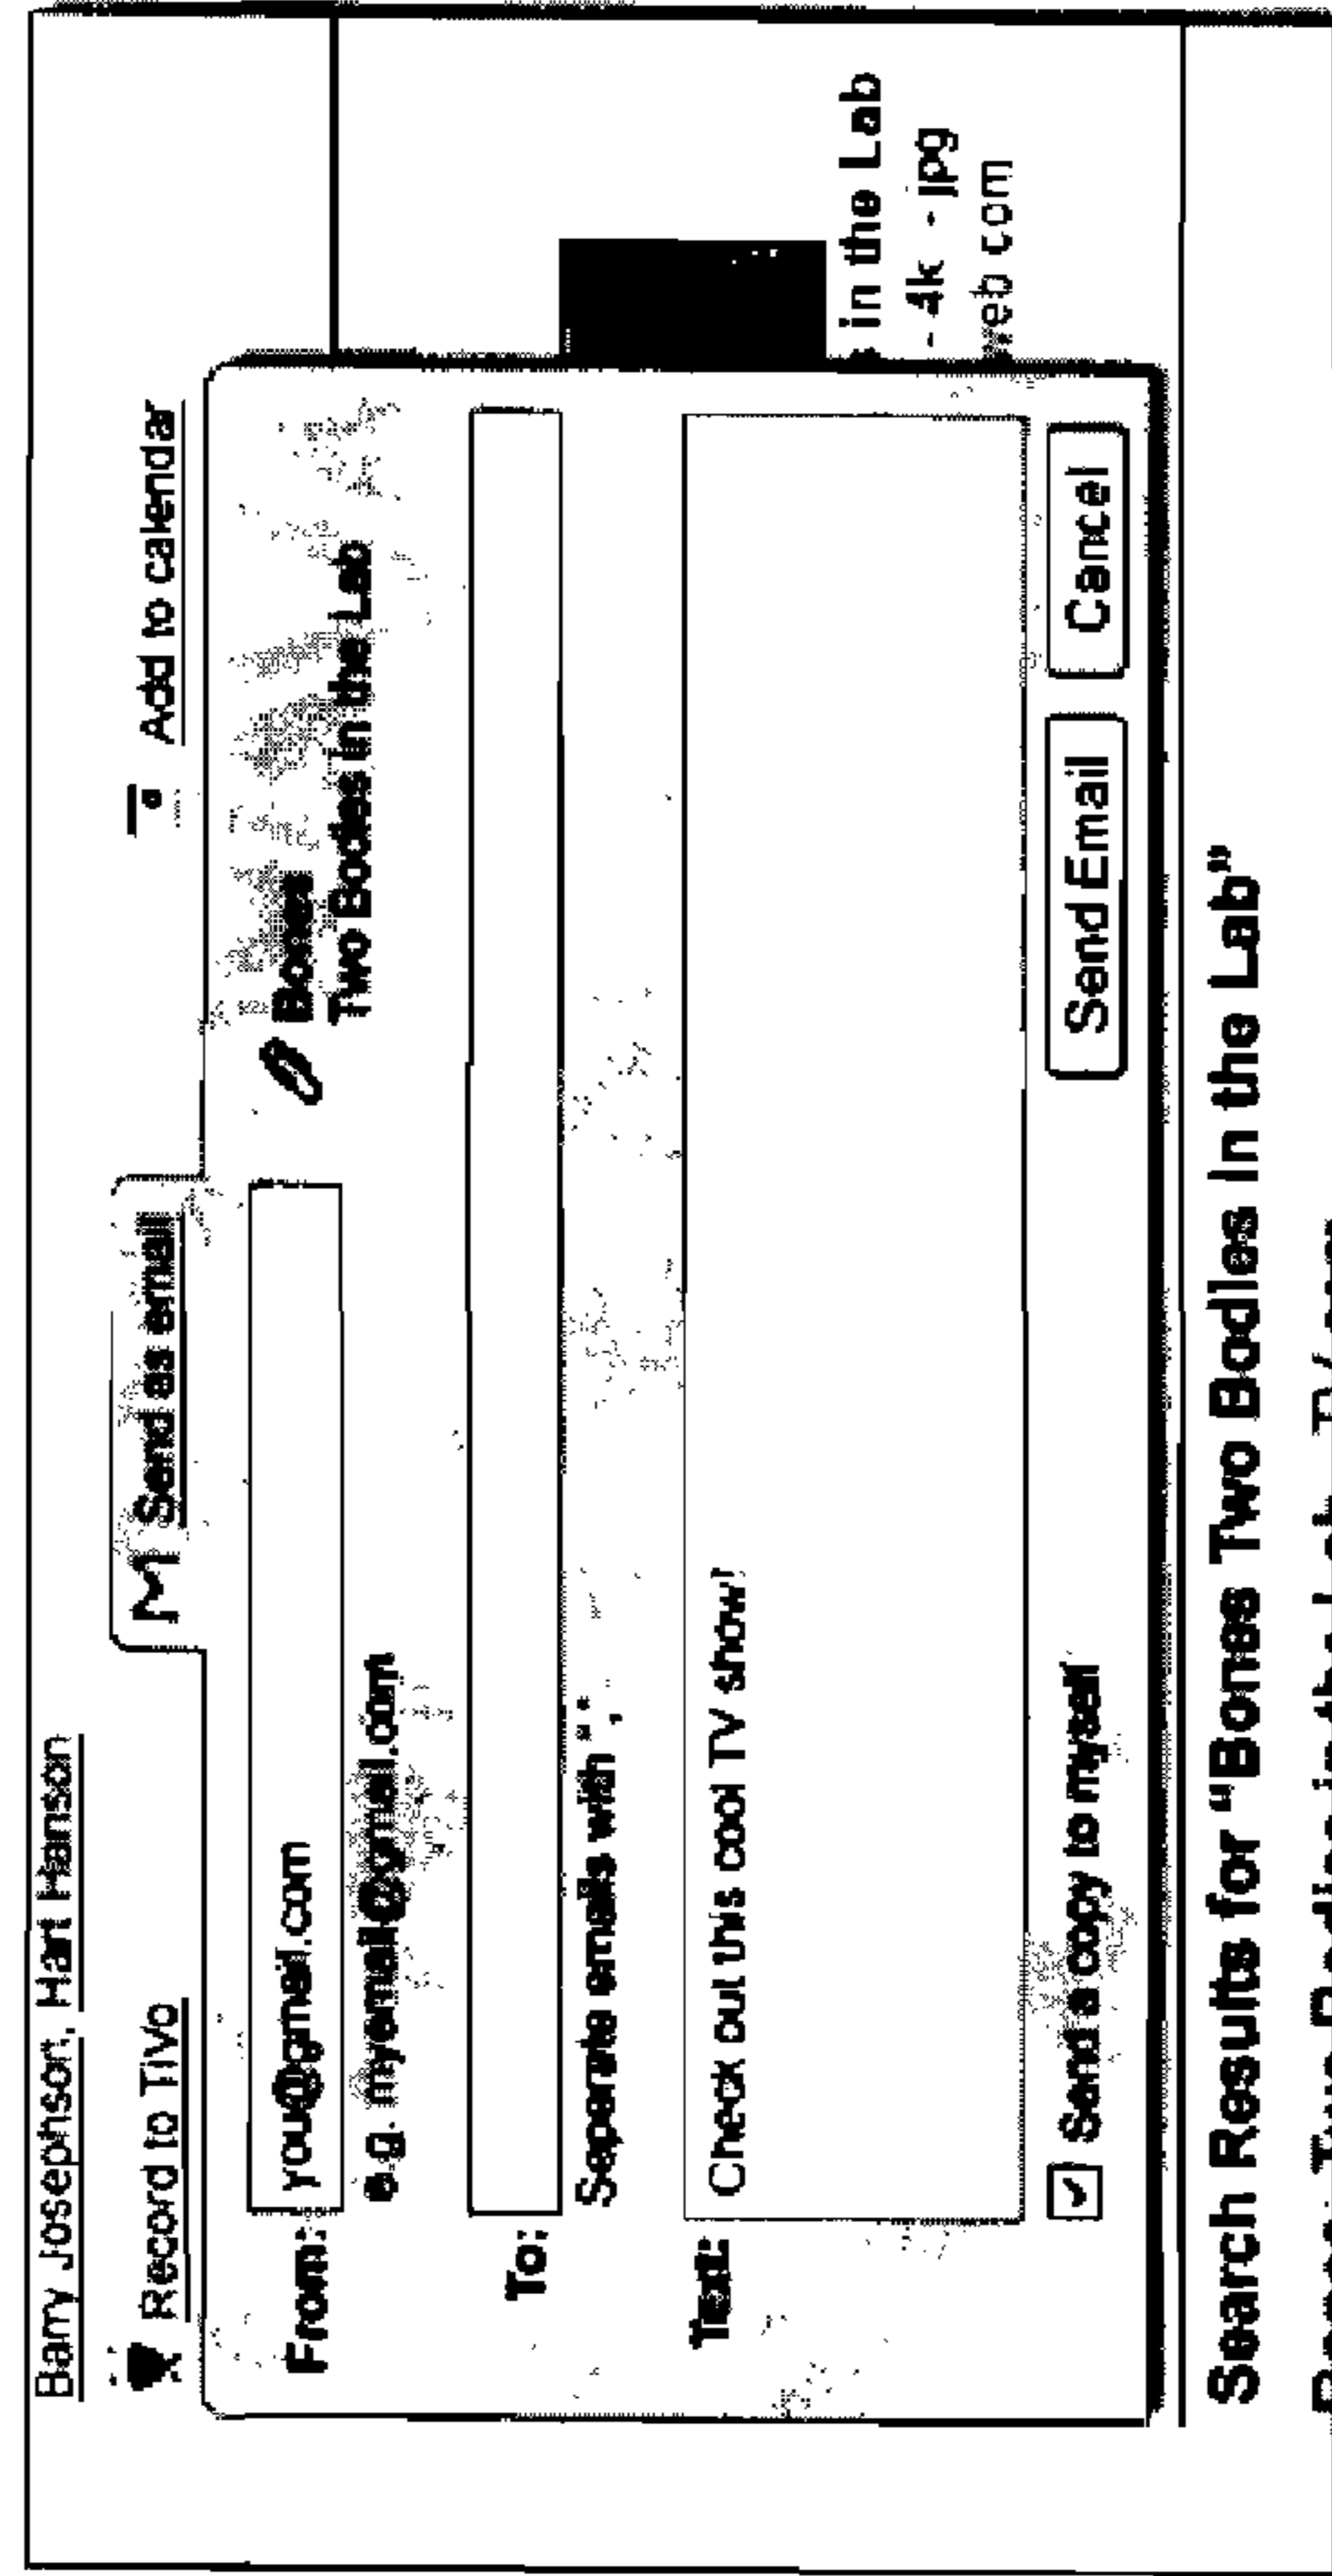 Barry Josephson, Hart Hanson
Record to TiVo
Send as email
Add to calendar
From:
you@gmail.com
e.g. myemail@gmail.com
Bones
Two Bodies in the Lab
To:
Separate emails with ","
Text:
Check out this cool TV show!
Send a copy to myself
Send Email
Cancel
in the Lab
- 4k - jpg
web com
Search Results for "Bones Two Bodies in the Lab"